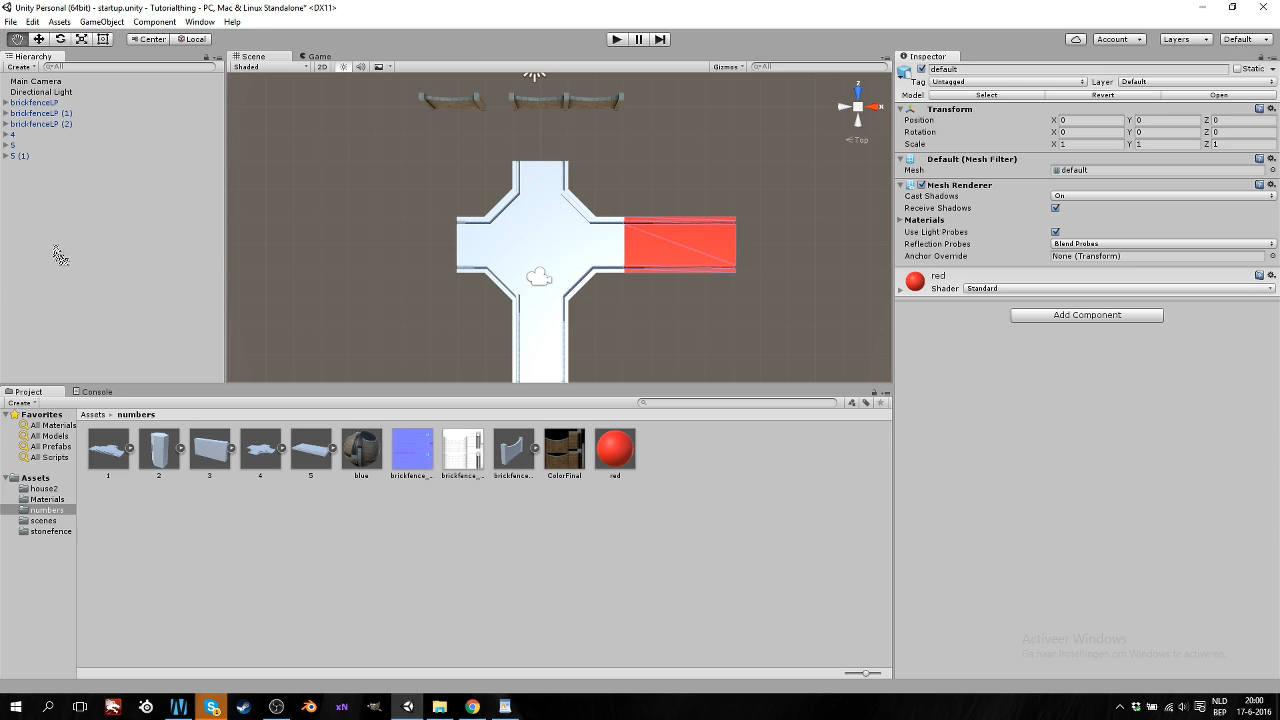 Unity Personal (64bit) - startup.unity - Tutorialthing - PC, Mac & Linux Standalone* <DX11>
File Edit Assets GameObject Component Window Help
Center Local Account Layers Default
Hierarchy Scene Game Inspector
Create All Shaded 2D Gizmos All
Main Camera
Directional Light
brickfenceLP
brickfenceLP (1)
brickfenceLP (2)
4
5
5 (1)
z
x
Top
default Static
Tag Untagged Layer Default
Model Select Revert Open
Transform
Position X 0 Y 0 Z 0
Rotation X 0 Y 0 Z 0
Scale X 1 Y 1 Z 1
Default (Mesh Filter)
Mesh default
Mesh Renderer
Cast Shadows On
Receive Shadows
Materials
Use Light Probes
Reflection Probes Blend Probes
Anchor Override None (Transform)
red
Shader Standard
Add Component
Project Console
Create
Favorites
All Materials
All Models
All Prefabs
All Scripts
Assets
house2
Materials
numbers
scenes
stonefence
Assets numbers
1 2 3 4 5 blue brickfence_... brickfence_... brickfence... ColorFinal red
Activeer Windows
Ga naar Instellingen om Windows te activeren.
xN
NLD
BEP
20:00
17-6-2016